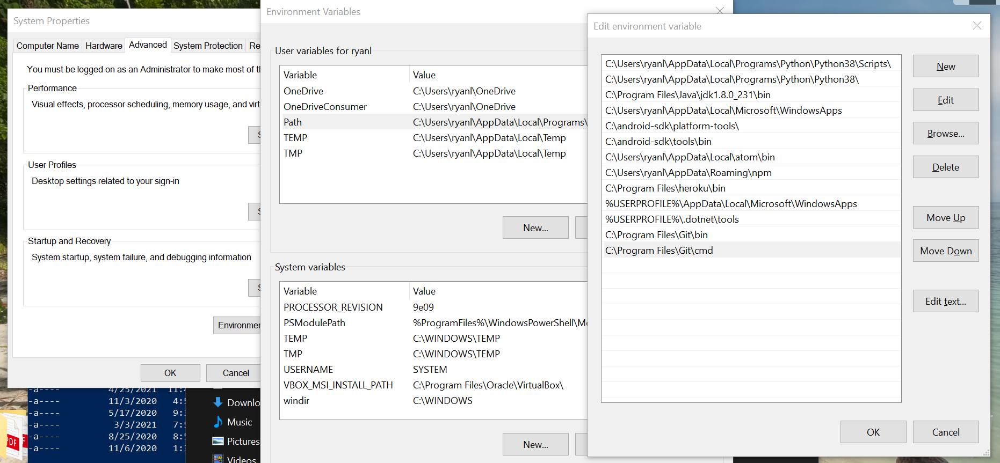 System Properties
Computer Name
Hardware
Advanced
System Protection
Re
You must be logged on as an Administrator to make most of th
Performance
Visual effects, processor scheduling, memory usage, and virt
User Profiles
Desktop settings related to your sign-in
Startup and Recovery
System startup, system failure, and debugging information
Environmen
OK
Cancel
-a---- 4/25/2021 11:4
-a---- 11/3/2020 4:5
-a---- 5/17/2020 9:3
-a---- 3/3/2021 7:5
-a---- 8/25/2020 8:5
-a---- 11/6/2020 1:3
PDF
Downlo
Music
Pictures
Videos
Environment Variables
User variables for ryanl
Variable Value
OneDrive C:\Users\ryanl\OneDrive
OneDriveConsumer C:\Users\ryanl\OneDrive
Path C:\Users\ryanl\AppData\Local\Programs\
TEMP C:\Users\ryanl\AppData\Local\Temp
TMP C:\Users\ryanl\AppData\Local\Temp
New...
System variables
Variable Value
PROCESSOR_REVISION 9e09
PSModulePath %ProgramFiles%\WindowsPowerShell\Mo
TEMP C:\WINDOWS\TEMP
TMP C:\WINDOWS\TEMP
USERNAME SYSTEM
VBOX_MSI_INSTALL_PATH C:\Program Files\Oracle\VirtualBox\
windir C:\WINDOWS
New...
Edit environment variable
C:\Users\ryanl\AppData\Local\Programs\Python\Python38\Scripts\
C:\Users\ryanl\AppData\Local\Programs\Python\Python38\
C:\Program Files\Java\jdk1.8.0_231\bin
C:\Users\ryanl\AppData\Local\Microsoft\WindowsApps
C:\android-sdk\platform-tools\
C:\android-sdk\tools\bin
C:\Users\ryanl\AppData\Local\atom\bin
C:\Users\ryanl\AppData\Roaming\npm
C:\Program Files\heroku\bin
%USERPROFILE%\AppData\Local\Microsoft\WindowsApps
%USERPROFILE%\.dotnet\tools
C:\Program Files\Git\bin
C:\Program Files\Git\cmd
New
Edit
Browse...
Delete
Move Up
Move Down
Edit text...
OK
Cancel